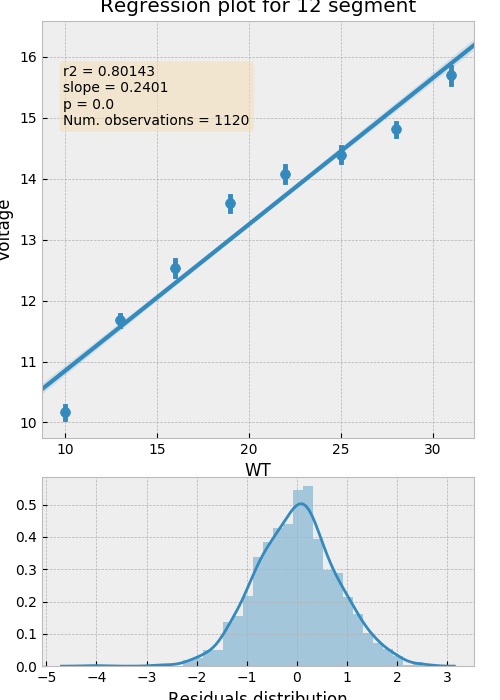 Regression plot for 12 segment
16
15
14
13
12
11
10
r2 = 0.80143
slope = 0.2401
p = 0.0
Num. observations = 1120
Voltage
10 15 20 25 30
WT
0.5
0.4
0.3
0.2
0.1
0.0
−5 −4 −3 −2 −1 0 1 2 3
Residuals distribution